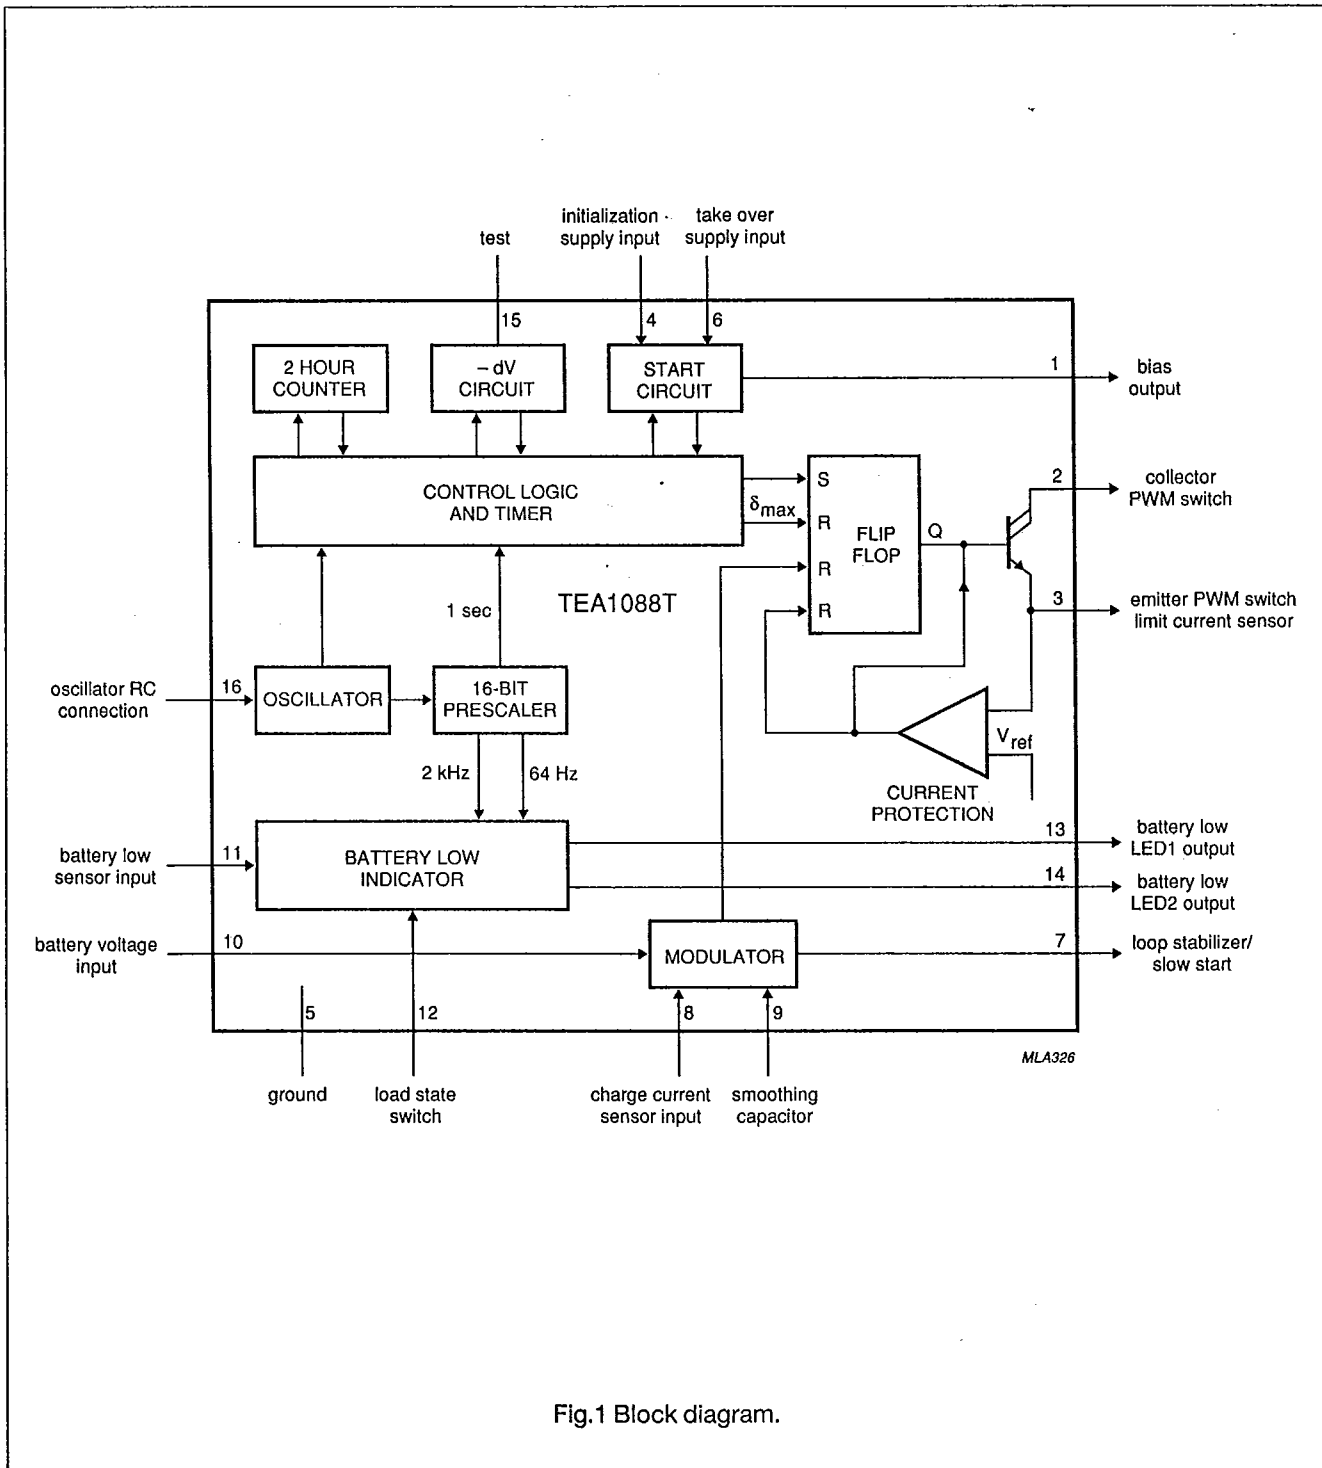 initialization
supply input
take over
supply input
test
15
4
6
2 HOUR
COUNTER
– dV
CIRCUIT
START
CIRCUIT
1
bias
output
CONTROL LOGIC
AND TIMER
δmax
S
R
R
R
FLIP
FLOP
Q
2
collector
PWM switch
3
emitter PWM switch
limit current sensor
1 sec
TEA1088T
oscillator RC
connection
16
OSCILLATOR
16-BIT
PRESCALER
Vref
CURRENT
PROTECTION
2 kHz
64 Hz
battery low
sensor input
11
BATTERY LOW
INDICATOR
13
battery low
LED1 output
14
battery low
LED2 output
battery voltage
input
10
MODULATOR
7
loop stabilizer/
slow start
5
12
8
9
MLA326
ground
load state
switch
charge current
sensor input
smoothing
capacitor
Fig.1 Block diagram.